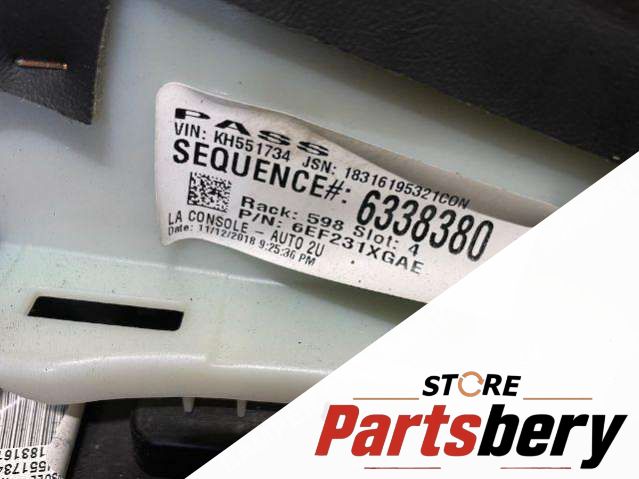 PASS
VIN: KH551734 JSN: 18316195321CON
SEQUENCE#: 6338380
Rack: 598 Slot: 4
P/N: 6EF231XGAE
LA CONSOLE - AUTO 2U
Date: 11/12/2018 9:25:36 PM
STORE
Partsbery